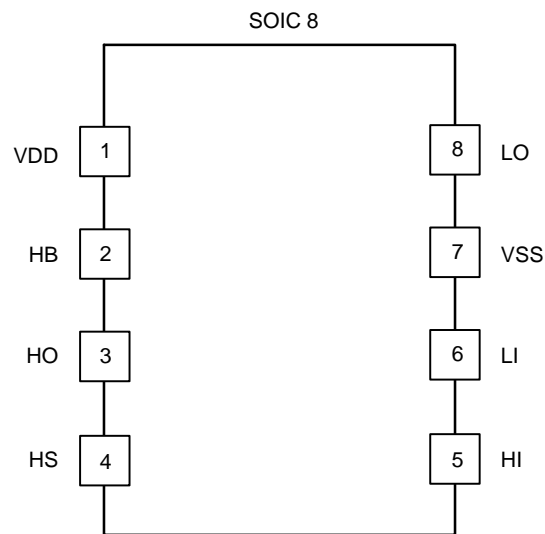 SOIC 8
VDD 1 8 LO
HB 2 7 VSS
HO 3 6 LI
HS 4 5 HI